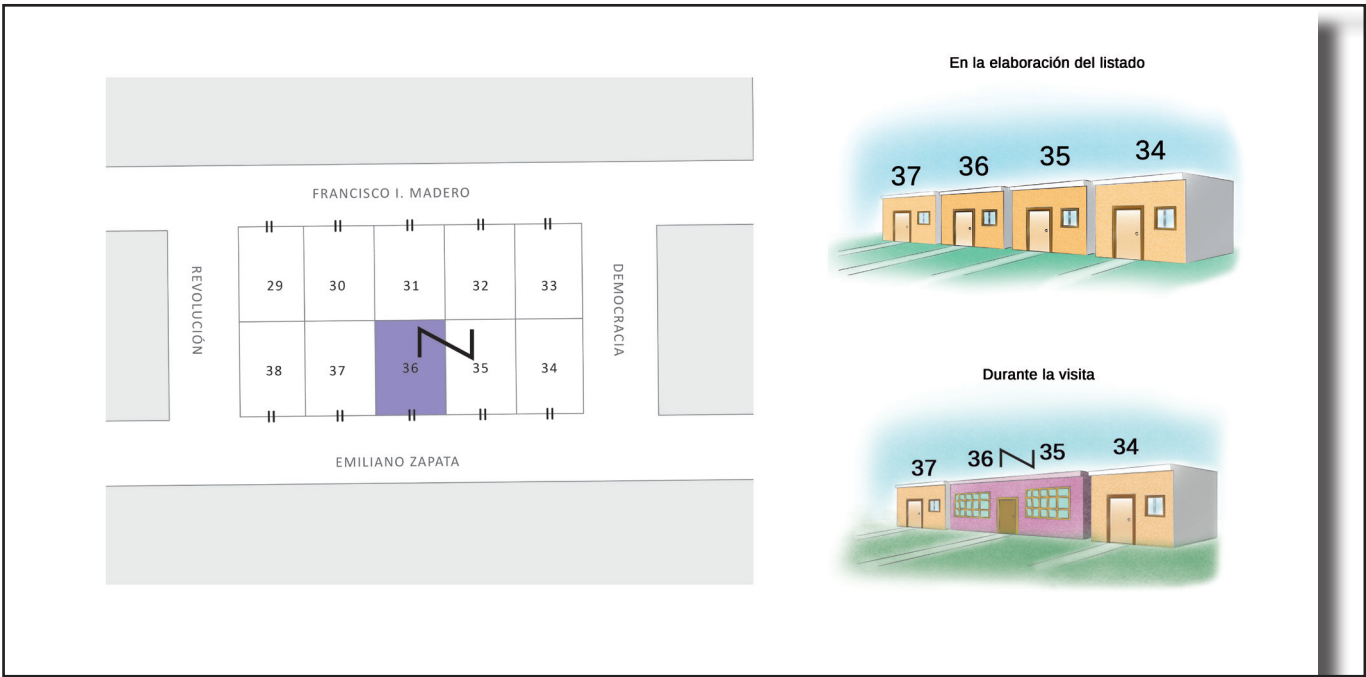 En la elaboración del listado
37 36 35 34
FRANCISCO I. MADERO
REVOLUCIÓN
DEMOCRACIA
29 30 31 32 33
38 37 36 35 34
EMILIANO ZAPATA
Durante la visita
37 36 35 34